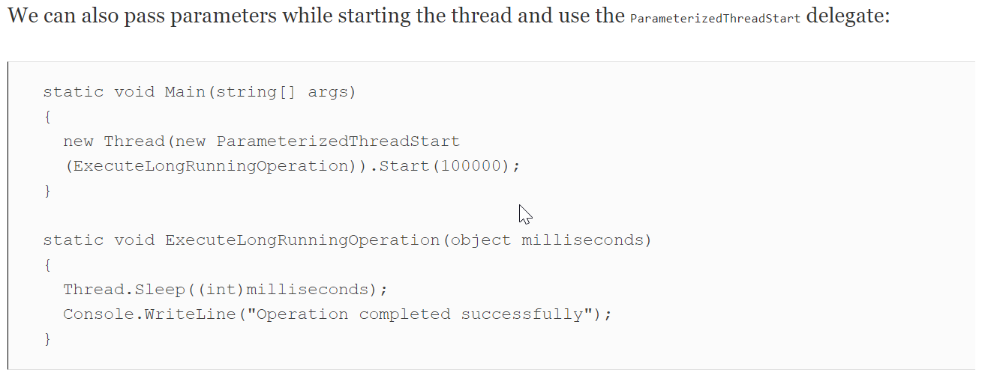 We can also pass parameters while starting the thread and use the ParameterizedThreadStart delegate:
static void Main(string[] args)
{
new Thread(new ParameterizedThreadStart
(ExecuteLongRunningOperation)).Start(100000);
}
static void ExecuteLongRunningOperation(object milliseconds)
{
Thread.Sleep((int)milliseconds);
Console.WriteLine("Operation completed successfully");
}